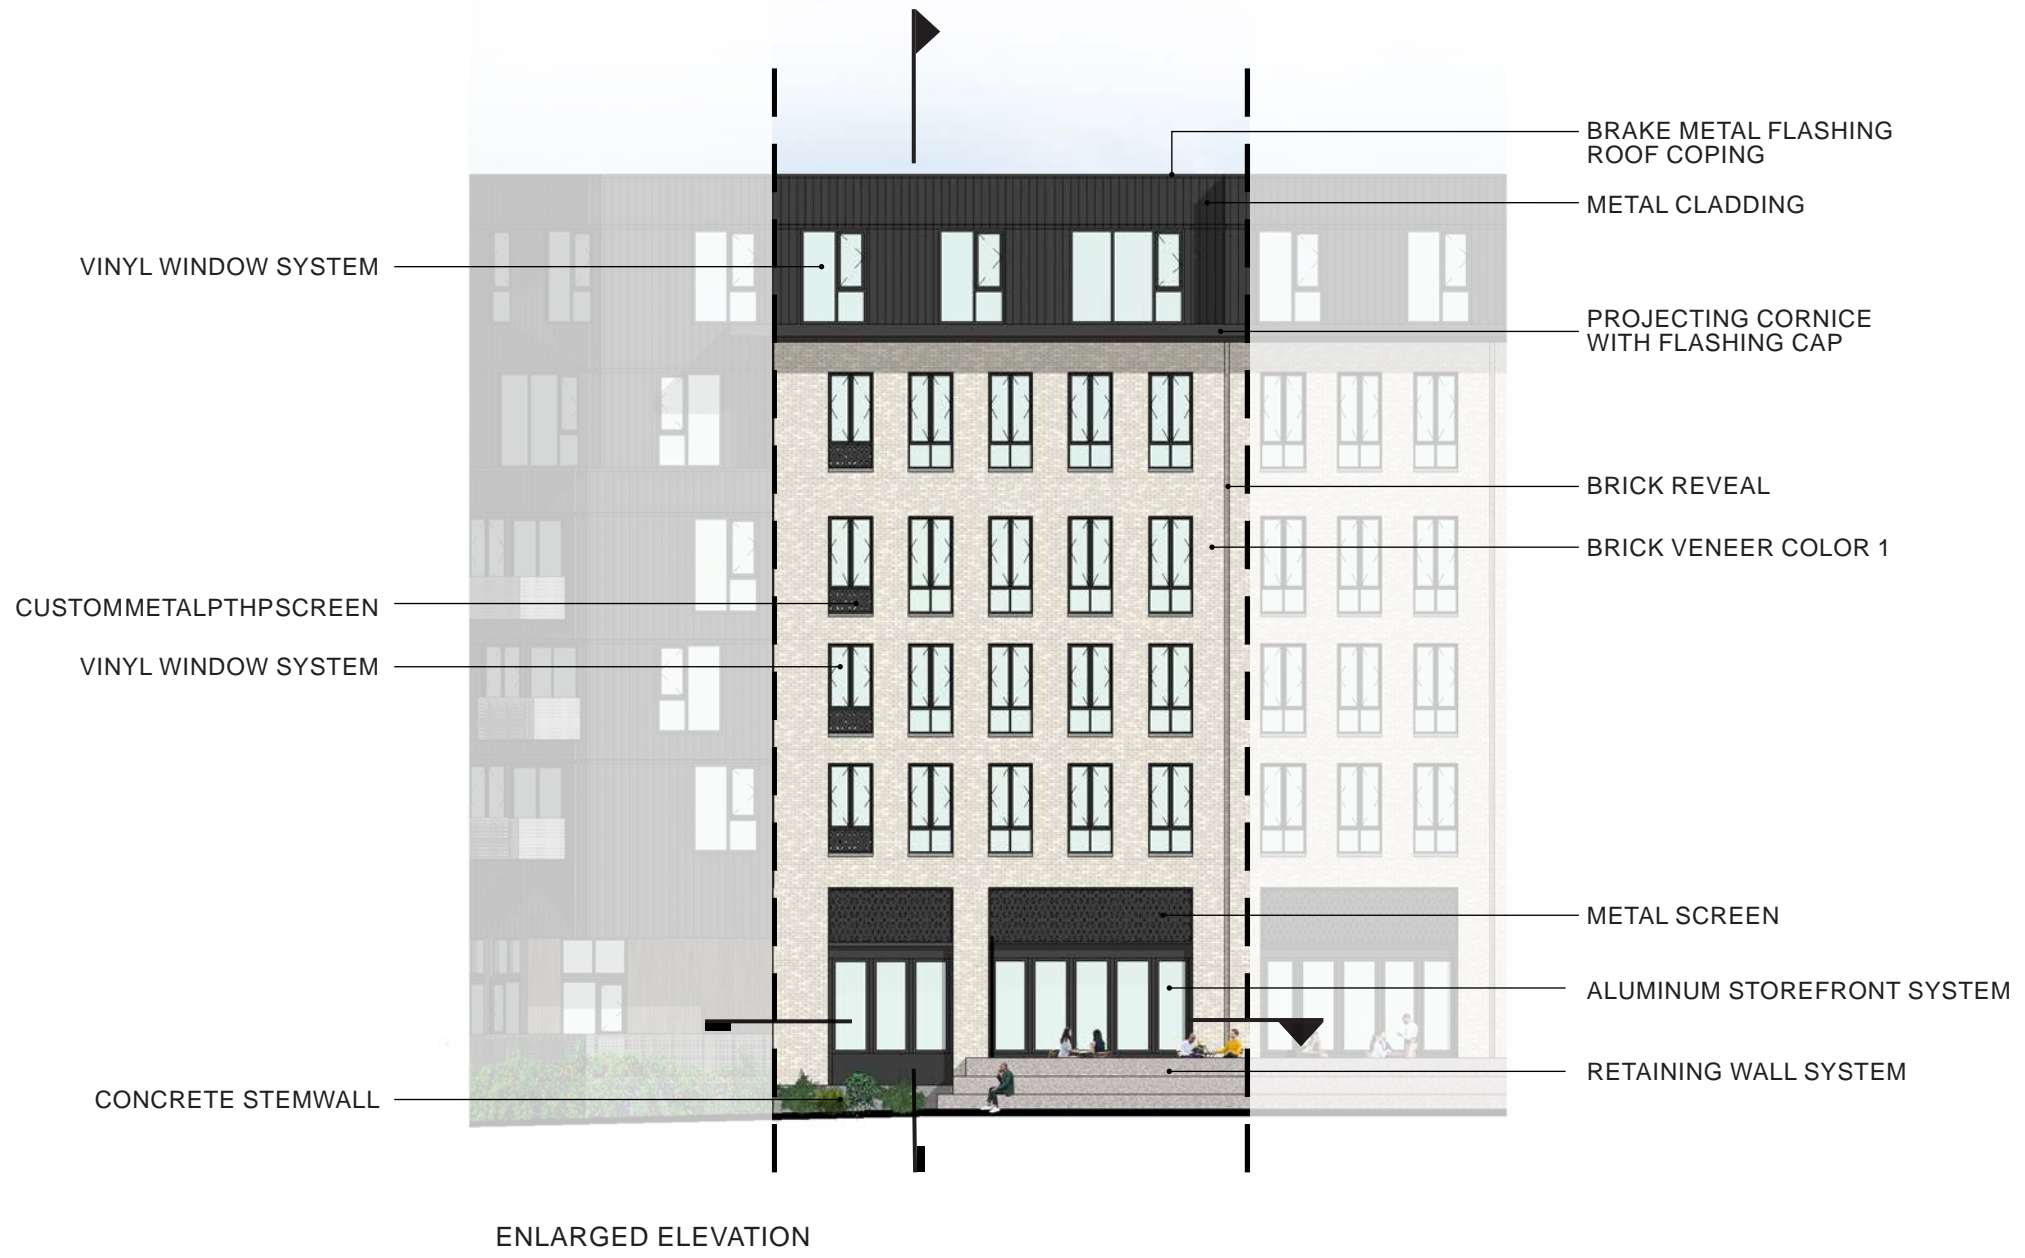 BRAKE METAL FLASHING
ROOF COPING
METAL CLADDING
VINYL WINDOW SYSTEM
PROJECTING CORNICE
WITH FLASHING CAP
BRICK REVEAL
BRICK VENEER COLOR 1
CUSTOMMETALPTHPSCREEN
VINYL WINDOW SYSTEM
METAL SCREEN
ALUMINUM STOREFRONT SYSTEM
RETAINING WALL SYSTEM
CONCRETE STEMWALL
ENLARGED ELEVATION